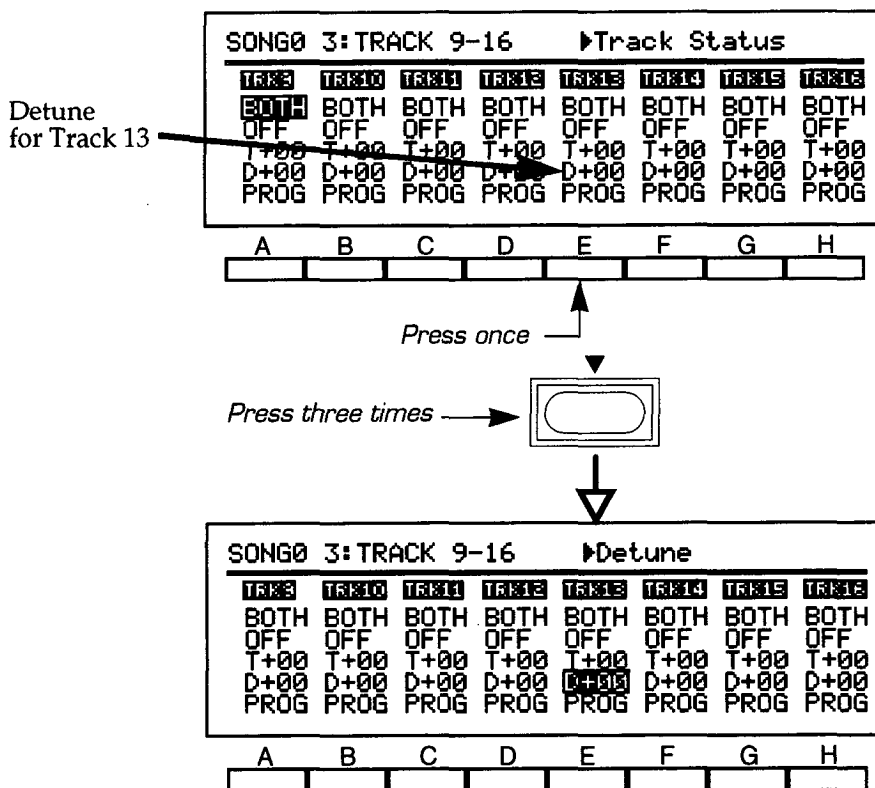 SONG0 3:TRACK 9-16 ▶Track Status
TRK9 TRK10 TRK11 TRK12 TRK13 TRK14 TRK15 TRK16
BOTH BOTH BOTH BOTH BOTH BOTH BOTH BOTH
OFF OFF OFF OFF OFF OFF OFF OFF
T+00 T+00 T+00 T+00 T+00 T+00 T+00 T+00
D+00 D+00 D+00 D+00 D+00 D+00 D+00 D+00
PROG PROG PROG PROG PROG PROG PROG PROG
Detune
for Track 13
A B C D E F G H
Press once
Press three times
SONG0 3:TRACK 9-16 ▶Detune
TRK9 TRK10 TRK11 TRK12 TRK13 TRK14 TRK15 TRK16
BOTH BOTH BOTH BOTH BOTH BOTH BOTH BOTH
OFF OFF OFF OFF OFF OFF OFF OFF
T+00 T+00 T+00 T+00 T+00 T+00 T+00 T+00
D+00 D+00 D+00 D+00 D+00 D+00 D+00 D+00
PROG PROG PROG PROG PROG PROG PROG PROG
A B C D E F G H